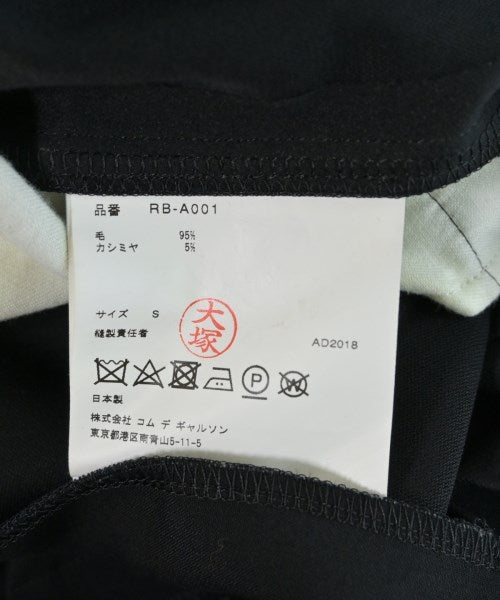 品番 RB-A001
毛 95%
カシミヤ 5%
サイズ S
縫製責任者
大塚
AD2018
P
W
日本製
株式会社 コム デ ギャルソン
東京都港区南青山5-11-5